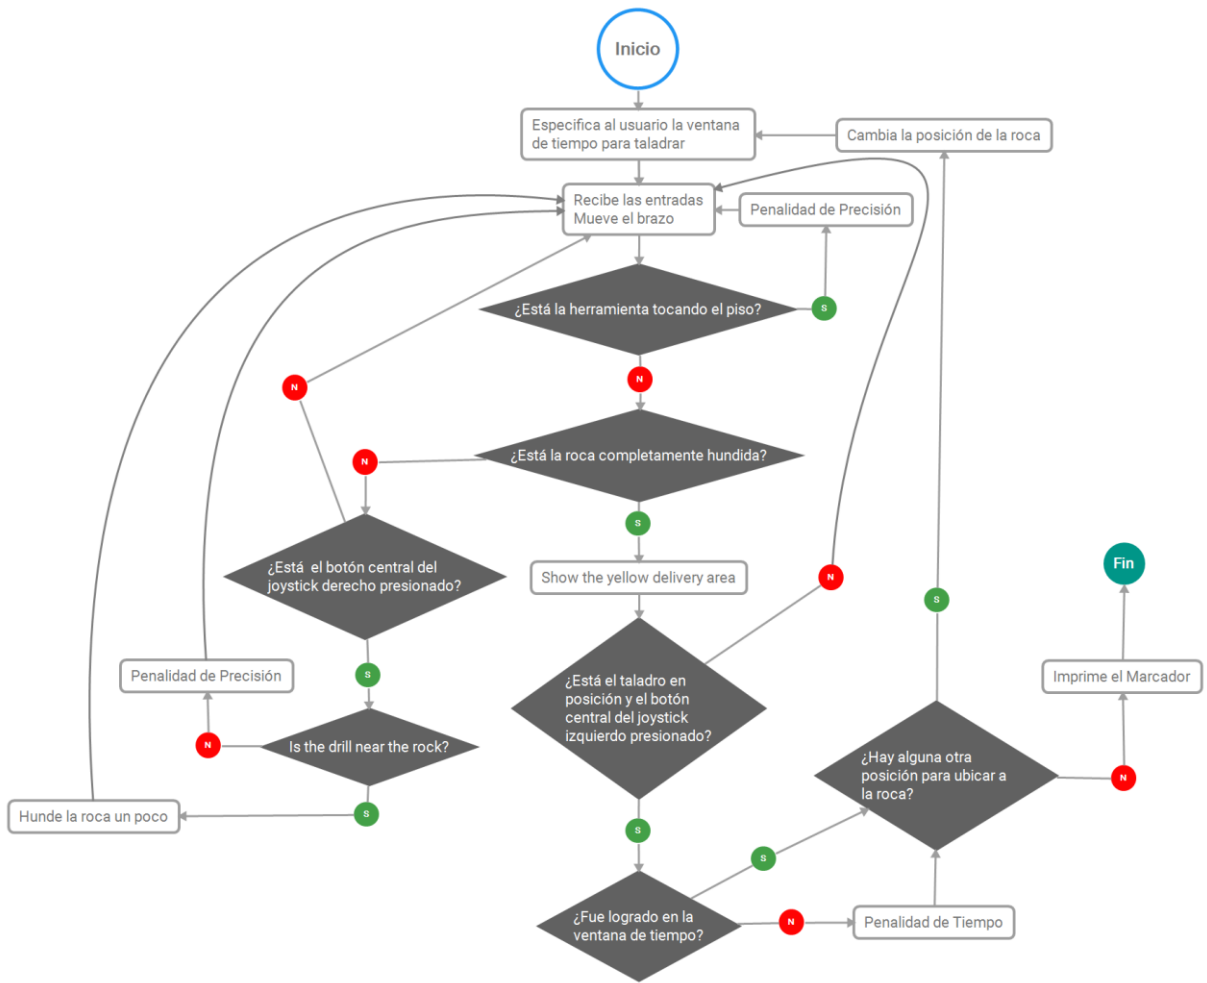 Inicio
Especifica al usuario la ventana
de tiempo para taladrar
Cambia la posición de la roca
Recibe las entradas
Mueve el brazo
Penalidad de Precisión
¿Está la herramienta tocando el piso?
S
N
N
¿Está la roca completamente hundida?
N
S
¿Está el botón central del
joystick derecho presionado?
Show the yellow delivery area
N
Fin
S
S
Penalidad de Precisión
¿Está el taladro en
posición y el botón
central del joystick
izquierdo presionado?
Imprime el Marcador
N
Is the drill near the rock?
¿Hay alguna otra
posición para ubicar a
la roca?
N
Hunde la roca un poco
S
S
S
¿Fue logrado en la
ventana de tiempo?
N
Penalidad de Tiempo